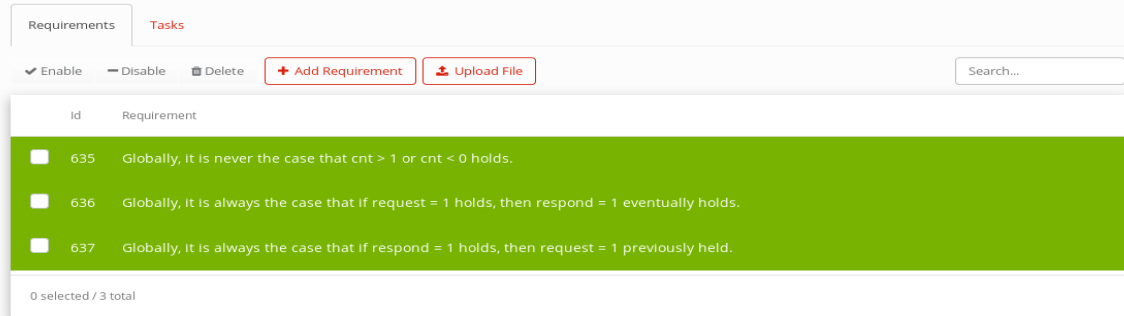 Requirements Tasks
Enable Disable Delete + Add Requirement Upload File Search...
Id Requirement
635 Globally, it is never the case that cnt > 1 or cnt < 0 holds.
636 Globally, it is always the case that if request = 1 holds, then respond = 1 eventually holds.
637 Globally, it is always the case that if respond = 1 holds, then request = 1 previously held.
0 selected / 3 total